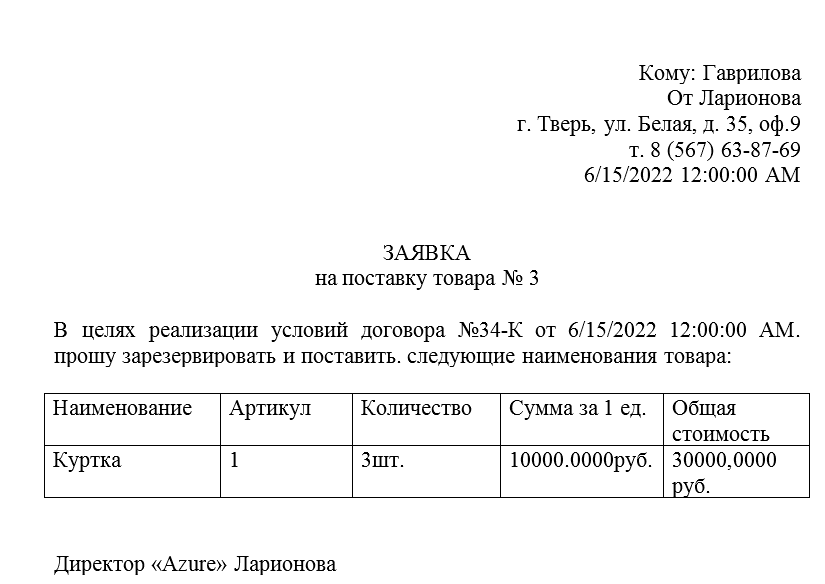 Кому: Гаврилова
От Ларионова
г. Тверь, ул. Белая, д. 35, оф.9
т. 8 (567) 63-87-69
6/15/2022 12:00:00 AM
ЗАЯВКА
на поставку товара № 3
В целях реализации условий договора №34-К от 6/15/2022 12:00:00 AM.
прошу зарезервировать и поставить. следующие наименования товара:
Наименование Артикул Количество Сумма за 1 ед. Общая
стоимость
Куртка 1 3шт. 10000.0000руб. 30000,0000
руб.
Директор «Azure» Ларионова